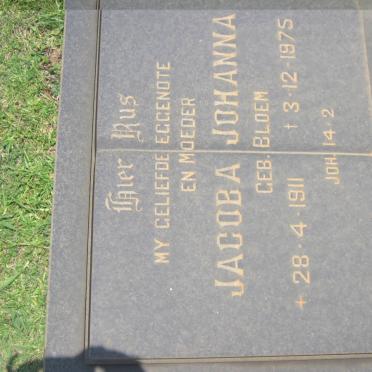 Hier Rus
MY GELIEFDE EGGENOTE
EN MOEDER
JACOBA JOHANNA
GEB. BLOEM
+ 28·4·1911 † 3·12·1975
JOH. 14:2